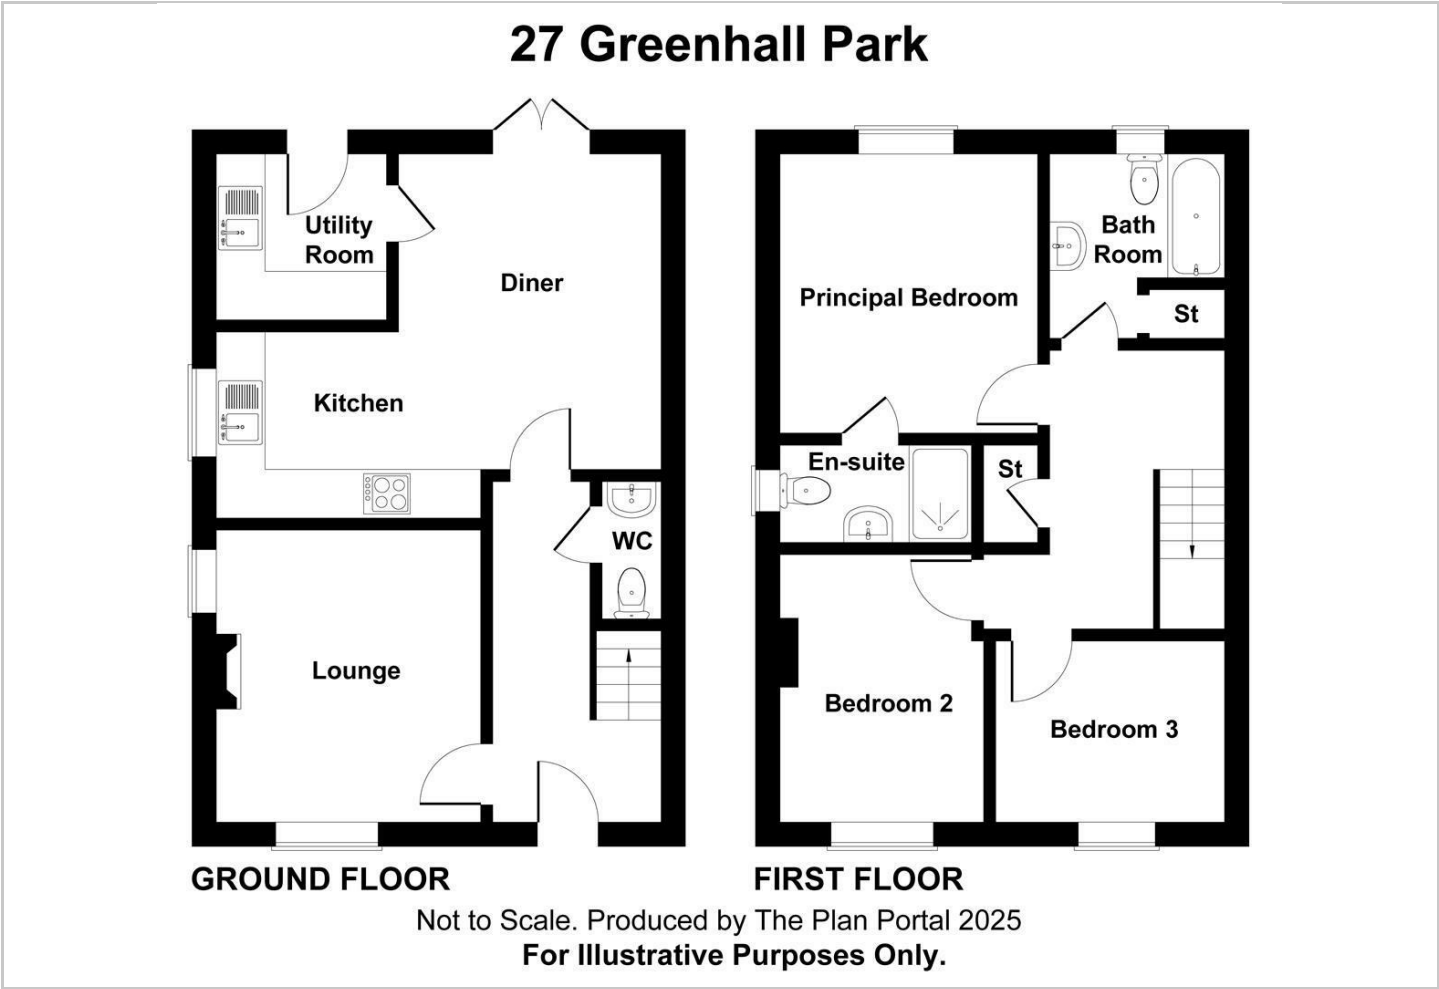 27 Greenhall Park
Utility
Room
Diner
Kitchen
WC
Lounge
Principal Bedroom
Bath
Room
St
En-suite
St
Bedroom 2
Bedroom 3
GROUND FLOOR
FIRST FLOOR
Not to Scale. Produced by The Plan Portal 2025
For Illustrative Purposes Only.